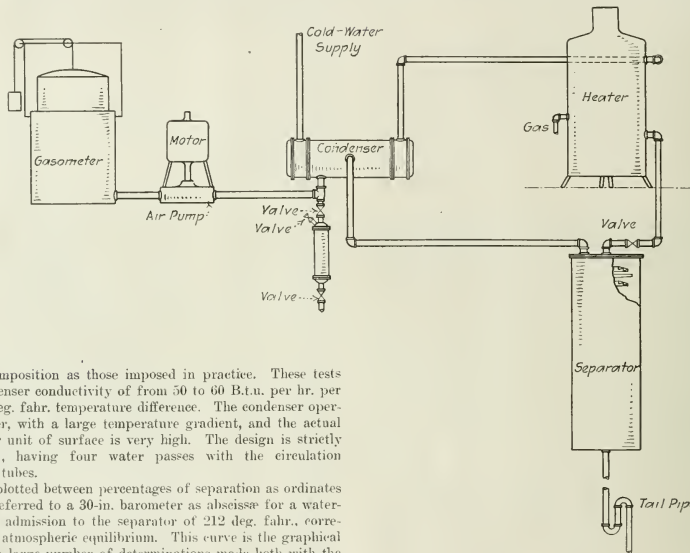 Cold-Water
Supply
Heater
Gas
Motor
Condenser
Gasometer
Air Pump
Valve
Valve
Valve
Valve
Separator
Tail Pip
mposition as those imposed in practice. These tests
enser conductivity of from 50 to 60 B.t.u. per hr. per
eg. fahr. temperature difference. The condenser oper-
er, with a large temperature gradient, and the actual
unit of surface is very high. The design is strictly
, having four water passes with the circulation
tubes.
plotted between percentages of separation as ordinates
eferred to a 30-in. barometer as abscissæ for a water-
admission to the separator of 212 deg. fahr., corre-
atmospheric equilibrium. This curve is the graphical
large number of determinations made both with the